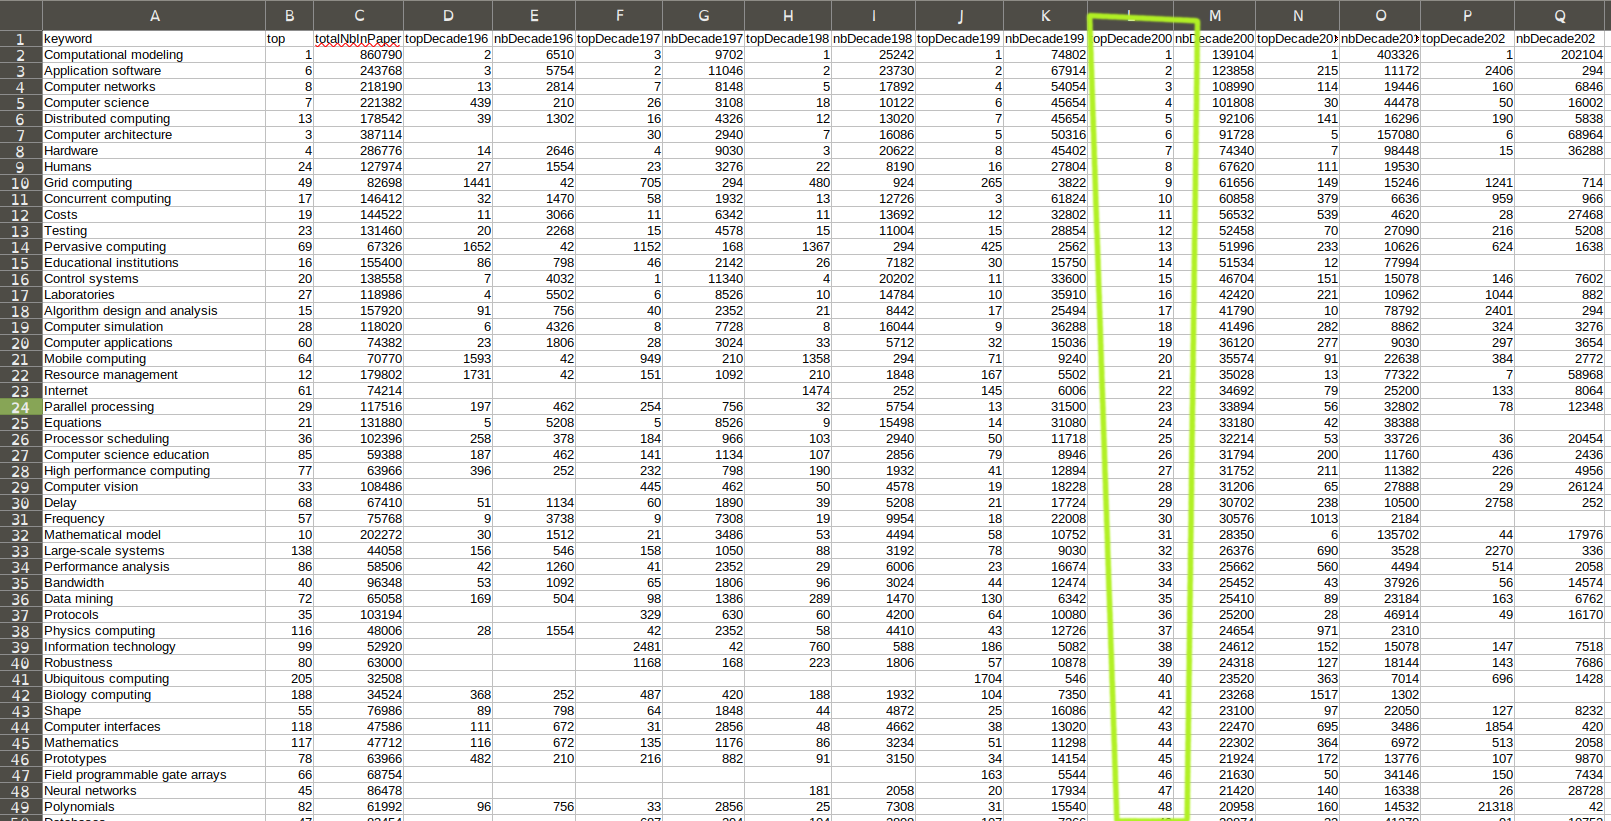 A B C D E F G H I J K L M N O P Q
1 keyword top totalNbInPaper topDecade196 nbDecade196 topDecade197 nbDecade197 topDecade198 nbDecade198 topDecade199 nbDecade199 topDecade200 nbDecade200 topDecade201 nbDecade201 topDecade202 nbDecade202
2 Computational modeling 1 860790 2 6510 3 9702 1 25242 1 74802 1 139104 1 403326 1 202104
3 Application software 6 243768 3 5754 2 11046 2 23730 2 67914 2 123858 215 11172 2406 294
4 Computer networks 8 218190 13 2814 7 8148 5 17892 4 54054 3 108990 114 19446 160 6846
5 Computer science 7 221382 439 210 26 3108 18 10122 6 45654 4 101808 30 44478 50 16002
6 Distributed computing 13 178542 39 1302 16 4326 12 13020 7 45654 5 92106 141 16296 190 5838
7 Computer architecture 3 387114 30 2940 7 16086 5 50316 6 91728 5 157080 6 68964
8 Hardware 4 286776 14 2646 4 9030 3 20622 8 45402 7 74340 7 98448 15 36288
9 Humans 24 127974 27 1554 23 3276 22 8190 16 27804 8 67620 111 19530
10 Grid computing 49 82698 1441 42 705 294 480 924 265 3822 9 61656 149 15246 1241 714
11 Concurrent computing 17 146412 32 1470 58 1932 13 12726 3 61824 10 60858 379 6636 959 966
12 Costs 19 144522 11 3066 11 6342 11 13692 12 32802 11 56532 539 4620 28 27468
13 Testing 23 131460 20 2268 15 4578 15 11004 15 28854 12 52458 70 27090 216 5208
14 Pervasive computing 69 67326 1652 42 1152 168 1367 294 425 2562 13 51996 233 10626 624 1638
15 Educational institutions 16 155400 86 798 46 2142 26 7182 30 15750 14 51534 12 77994
16 Control systems 20 138558 7 4032 1 11340 4 20202 11 33600 15 46704 151 15078 146 7602
17 Laboratories 27 118986 4 5502 6 8526 10 14784 10 35910 16 42420 221 10962 1044 882
18 Algorithm design and analysis 15 157920 91 756 40 2352 21 8442 17 25494 17 41790 10 78792 2401 294
19 Computer simulation 28 118020 6 4326 8 7728 8 16044 9 36288 18 41496 282 8862 324 3276
20 Computer applications 60 74382 23 1806 28 3024 33 5712 32 15036 19 36120 277 9030 297 3654
21 Mobile computing 64 70770 1593 42 949 210 1358 294 71 9240 20 35574 91 22638 384 2772
22 Resource management 12 179802 1731 42 151 1092 210 1848 167 5502 21 35028 13 77322 7 58968
23 Internet 61 74214 1474 252 145 6006 22 34692 79 25200 133 8064
24 Parallel processing 29 117516 197 462 254 756 32 5754 13 31500 23 33894 56 32802 78 12348
25 Equations 21 131880 5 5208 5 8526 9 15498 14 31080 24 33180 42 38388
26 Processor scheduling 36 102396 258 378 184 966 103 2940 50 11718 25 32214 53 33726 36 20454
27 Computer science education 85 59388 187 462 141 1134 107 2856 79 8946 26 31794 200 11760 436 2436
28 High performance computing 77 63966 396 252 232 798 190 1932 41 12894 27 31752 211 11382 226 4956
29 Computer vision 33 108486 445 462 50 4578 19 18228 28 31206 65 27888 29 26124
30 Delay 68 67410 51 1134 60 1890 39 5208 21 17724 29 30702 238 10500 2758 252
31 Frequency 57 75768 9 3738 9 7308 19 9954 18 22008 30 30576 1013 2184
32 Mathematical model 10 202272 30 1512 21 3486 53 4494 58 10752 31 28350 6 135702 44 17976
33 Large-scale systems 138 44058 156 546 158 1050 88 3192 78 9030 32 26376 690 3528 2270 336
34 Performance analysis 86 58506 42 1260 41 2352 29 6006 23 16674 33 25662 560 4494 514 2058
35 Bandwidth 40 96348 53 1092 65 1806 96 3024 44 12474 34 25452 43 37926 56 14574
36 Data mining 72 65058 169 504 98 1386 289 1470 130 6342 35 25410 89 23184 163 6762
37 Protocols 35 103194 329 630 60 4200 64 10080 36 25200 28 46914 49 16170
38 Physics computing 116 48006 28 1554 42 2352 58 4410 43 12726 37 24654 971 2310
39 Information technology 99 52920 2481 42 760 588 186 5082 38 24612 152 15078 147 7518
40 Robustness 80 63000 1168 168 223 1806 57 10878 39 24318 127 18144 143 7686
41 Ubiquitous computing 205 32508 1704 546 40 23520 363 7014 696 1428
42 Biology computing 188 34524 368 252 487 420 188 1932 104 7350 41 23268 1517 1302
43 Shape 55 76986 89 798 64 1848 44 4872 25 16086 42 23100 97 22050 127 8232
44 Computer interfaces 118 47586 111 672 31 2856 48 4662 38 13020 43 22470 695 3486 1854 420
45 Mathematics 117 47712 116 672 135 1176 86 3234 51 11298 44 22302 364 6972 513 2058
46 Prototypes 78 63966 482 210 216 882 91 3150 34 14154 45 21924 172 13776 107 9870
47 Field programmable gate arrays 66 68754 163 5544 46 21630 50 34146 150 7434
48 Neural networks 45 86478 181 2058 20 17934 47 21420 140 16338 26 28728
49 Polynomials 82 61992 96 756 33 2856 25 7308 31 15540 48 20958 160 14532 21318 42